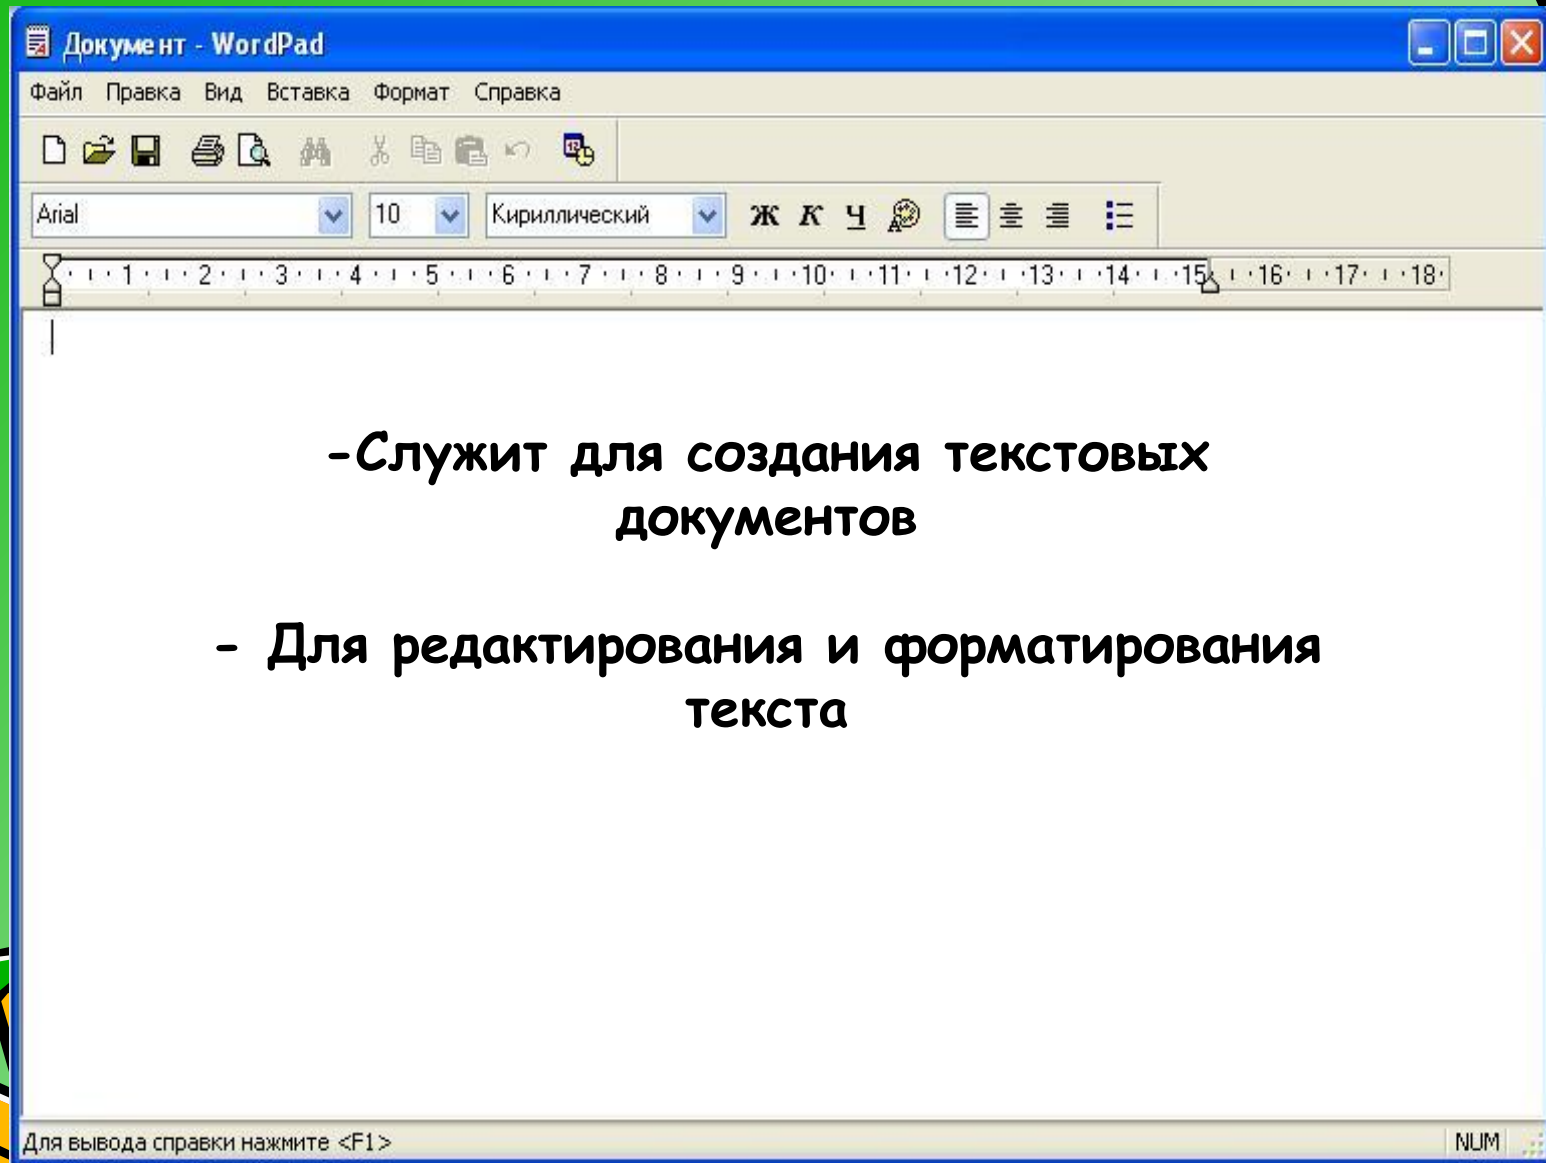 Документ - WordPad
Файл Правка Вид Вставка Формат Справка
Arial 10 Кириллический Ж К Ч
1 2 3 4 5 6 7 8 9 10 11 12 13 14 15 16 17 18
-Служит для создания текстовых
документов
- Для редактирования и форматирования
текста
Для вывода справки нажмите <F1> NUM